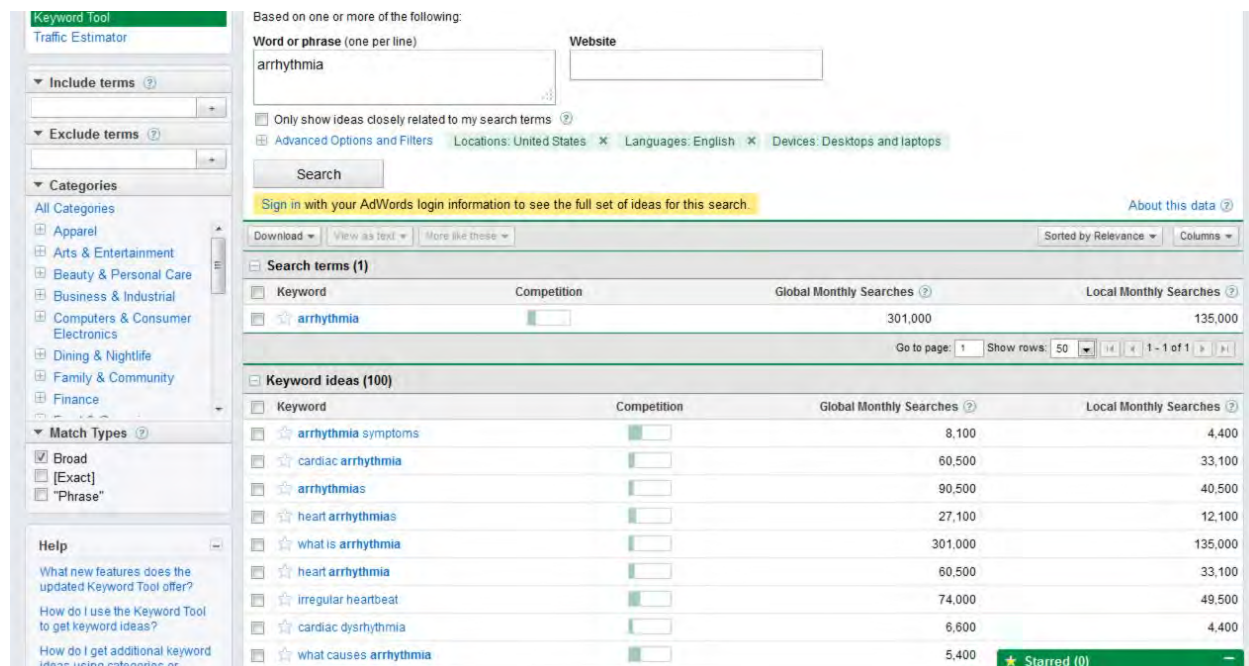 Keyword Tool
Traffic Estimator
Include terms
Exclude terms
Categories
All Categories
Apparel
Arts & Entertainment
Beauty & Personal Care
Business & Industrial
Computers & Consumer
Electronics
Dining & Nightlife
Family & Community
Finance
Match Types
Broad
[Exact]
"Phrase"
Help
What new features does the
updated Keyword Tool offer?
How do I use the Keyword Tool
to get keyword ideas?
How do I get additional keyword
ideas using categories or
Based on one or more of the following:
Word or phrase (one per line) Website
arrhythmia
Only show ideas closely related to my search terms
Advanced Options and Filters Locations: United States × Languages: English × Devices: Desktops and laptops
Search
Sign in with your AdWords login information to see the full set of ideas for this search. About this data
Download View as text More like these Sorted by Relevance Columns
Search terms (1)
Keyword Competition Global Monthly Searches Local Monthly Searches
arrhythmia 301,000 135,000
Go to page: 1 Show rows: 50 1 - 1 of 1
Keyword ideas (100)
Keyword Competition Global Monthly Searches Local Monthly Searches
arrhythmia symptoms 8,100 4,400
cardiac arrhythmia 60,500 33,100
arrhythmias 90,500 40,500
heart arrhythmias 27,100 12,100
what is arrhythmia 301,000 135,000
heart arrhythmia 60,500 33,100
irregular heartbeat 74,000 49,500
cardiac dysrhythmia 6,600 4,400
what causes arrhythmia 5,400
Starred (0)